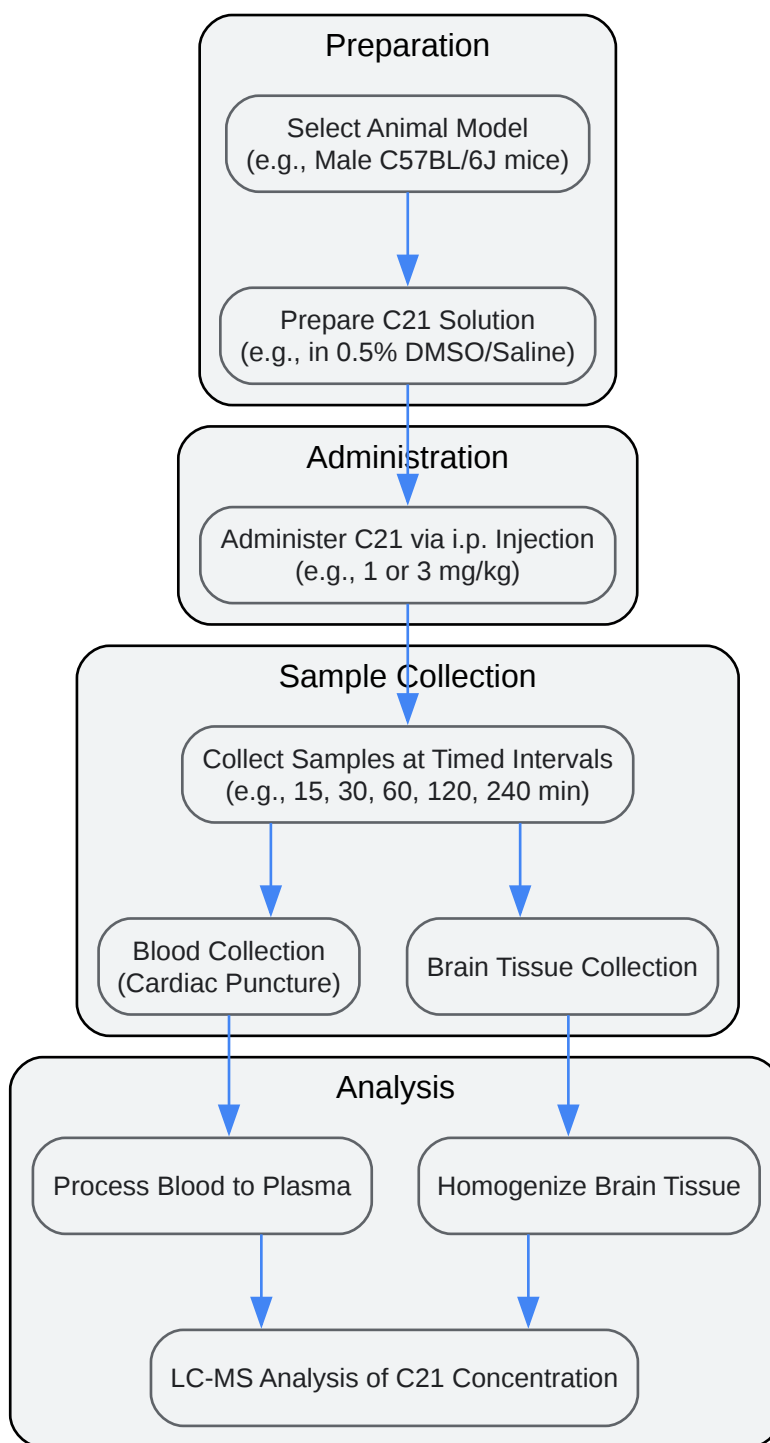 Preparation
Select Animal Model
(e.g., Male C57BL/6J mice)
Prepare C21 Solution
(e.g., in 0.5% DMSO/Saline)
Administration
Administer C21 via i.p. Injection
(e.g., 1 or 3 mg/kg)
Sample Collection
Collect Samples at Timed Intervals
(e.g., 15, 30, 60, 120, 240 min)
Blood Collection
(Cardiac Puncture)
Brain Tissue Collection
Analysis
Process Blood to Plasma
Homogenize Brain Tissue
LC-MS Analysis of C21 Concentration